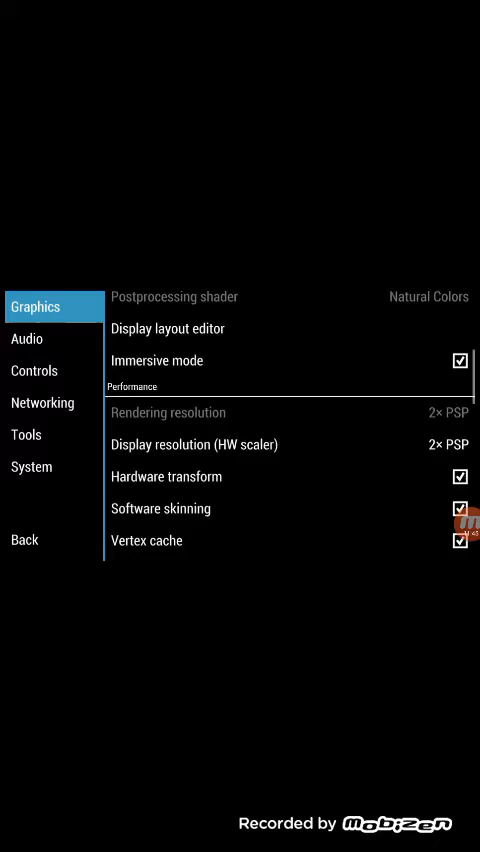 Graphics
Audio
Controls
Networking
Tools
System
Back
Postprocessing shader Natural Colors
Display layout editor
Immersive mode
Performance
Rendering resolution 2× PSP
Display resolution (HW scaler) 2× PSP
Hardware transform
Software skinning
Vertex cache
Recorded by Mobizen